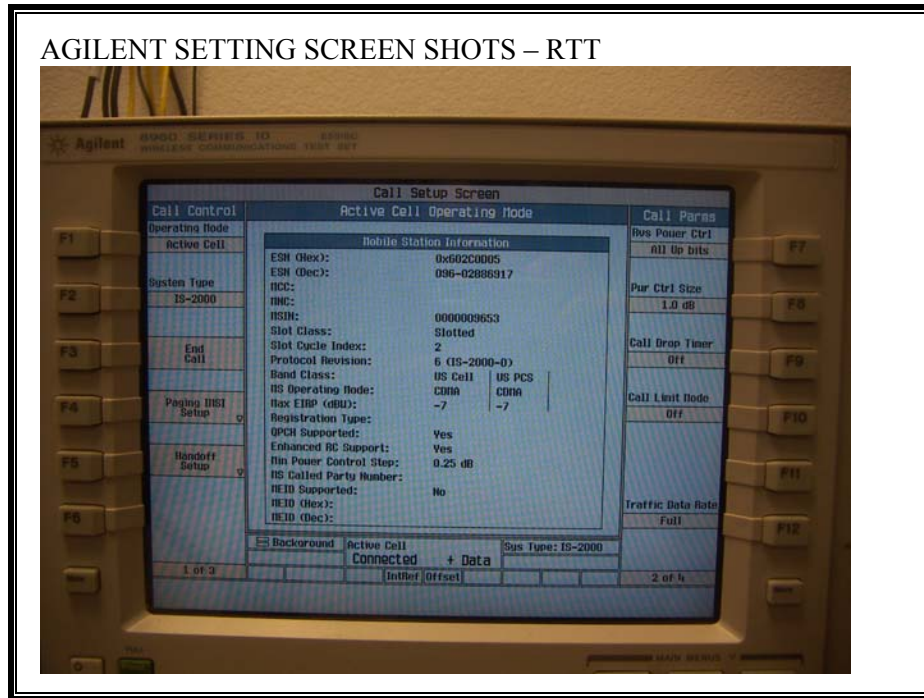 AGILENT SETTING SCREEN SHOTS – RTT
Agilent 8960 SERIES 10
WIRELESS COMMUNICATIONS TEST SET
Call Setup Screen
Call Control
Active Cell Operating Mode
Call Parms
Operating Mode
Active Cell
System Type
IS-2000
End
Call
Paging IMSI
Setup
Handoff
Setup
1 of 3
Mobile Station Information
ESN (Hex): 0x602C0D05
ESN (Dec): 096-02886917
MCC:
MNC:
MSIN: 0000009653
Slot Class: Slotted
Slot Cycle Index: 2
Protocol Revision: 6 (IS-2000-0)
Band Class: US Cell US PCS
MS Operating Mode: CDMA CDMA
Max EIRP (dBW): -7 -7
Registration Type:
QPCH Supported: Yes
Enhanced RC Support: Yes
Min Power Control Step: 0.25 dB
MS Called Party Number:
MEID Supported: No
MEID (Hex):
MEID (Dec):
Background
Active Cell
Connected + Data
Sys Type: IS-2000
IntRef Offset
Rvs Power Ctrl
All Up bits
Pwr Ctrl Size
1.0 dB
Call Drop Timer
Off
Call Limit Mode
Off
Traffic Data Rate
Full
2 of 4
F1
F2
F3
F4
F5
F6
F7
F8
F9
F10
F11
F12
MAIN MENUS